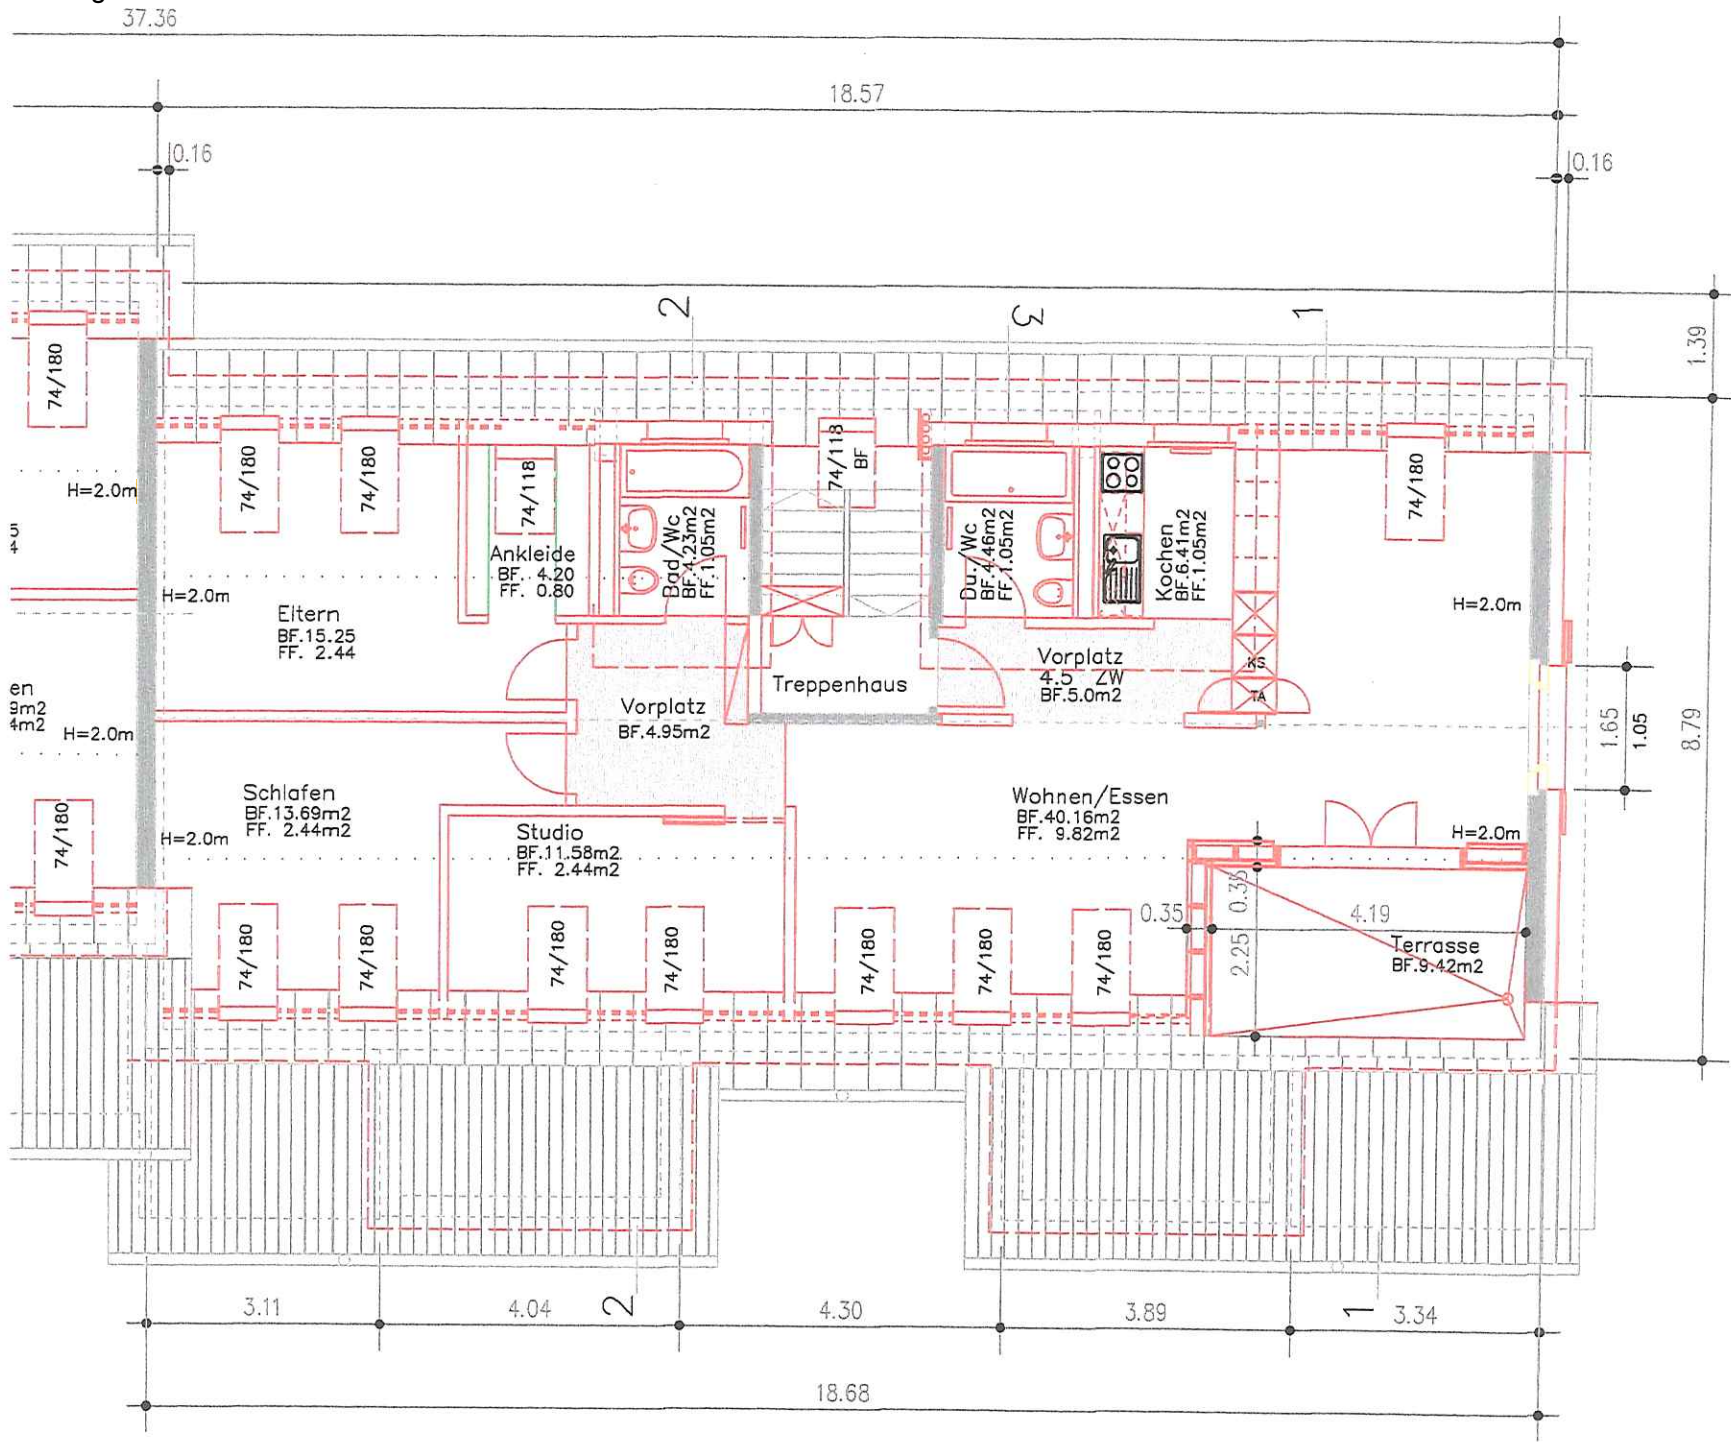 37.36
18.57
0.16
0.16
2
3
1
1.39
74/180
74/180
74/180
74/118
74/118
BF
74/180
H=2.0m
H=2.0m
H=2.0m
Ankleide
BF. 4.20
FF. 0.80
Bad/Wc
BF.4.23m2
FF.1.05m2
Du./Wc
BF.4.46m2
FF.1.05m2
Kochen
BF.6.41m2
FF.1.05m2
Eltern
BF.15.25
FF. 2.44
Vorplatz
4.5 ZW
BF.5.0m2
KS
TA
Treppenhaus
en
9m2
4m2
H=2.0m
Vorplatz
BF.4.95m2
1.65
1.05
8.79
Schlafen
BF.13.69m2
FF. 2.44m2
H=2.0m
Studio
BF.11.58m2
FF. 2.44m2
Wohnen/Essen
BF.40.16m2
FF. 9.82m2
H=2.0m
74/180
74/180
74/180
74/180
74/180
74/180
74/180
74/180
0.35
0.35
2.25
4.19
Terrasse
BF.9.42m2
3.11
4.04
2
4.30
3.89
1
3.34
18.68